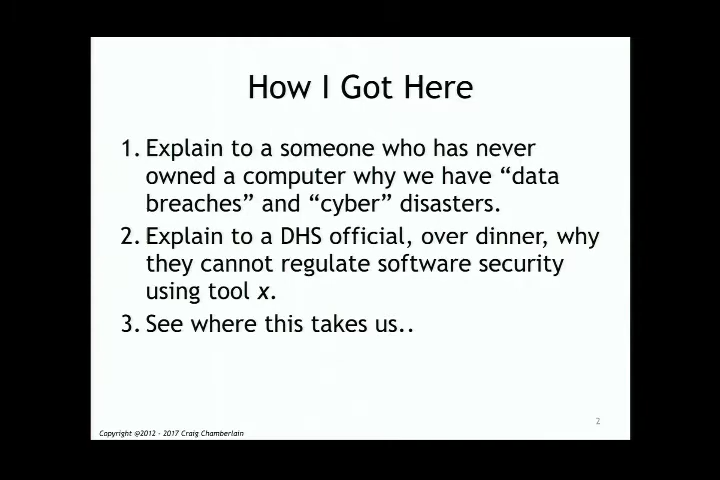 How I Got Here
1. Explain to a someone who has never
owned a computer why we have “data
breaches” and “cyber” disasters.
2. Explain to a DHS official, over dinner, why
they cannot regulate software security
using tool x.
3. See where this takes us..
2
Copyright @2012 - 2017 Craig Chamberlain